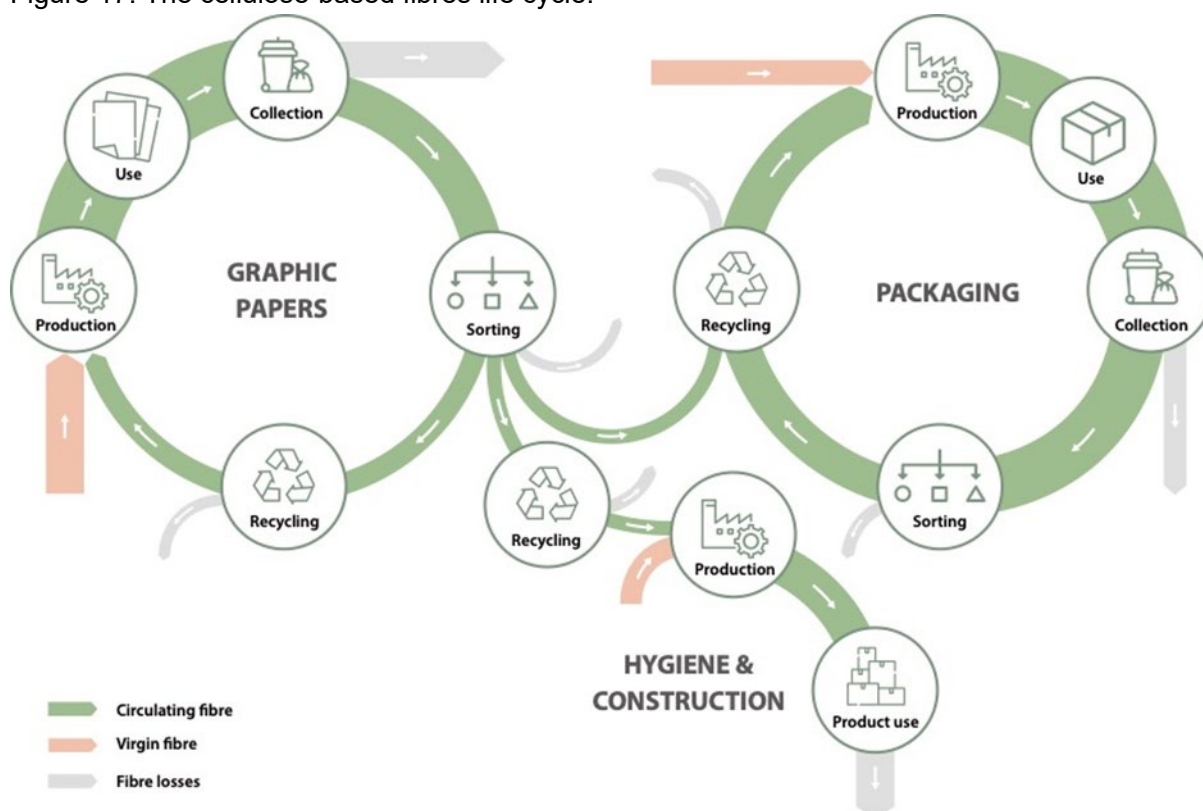 Figure 17. The cellulose-based fibres life cycle.
Collection
Use
Production
GRAPHIC
PAPERS
Sorting
Recycling
Production
Use
Collection
PACKAGING
Recycling
Sorting
Recycling
Production
HYGIENE &
CONSTRUCTION
Product use
Circulating fibre
Virgin fibre
Fibre losses